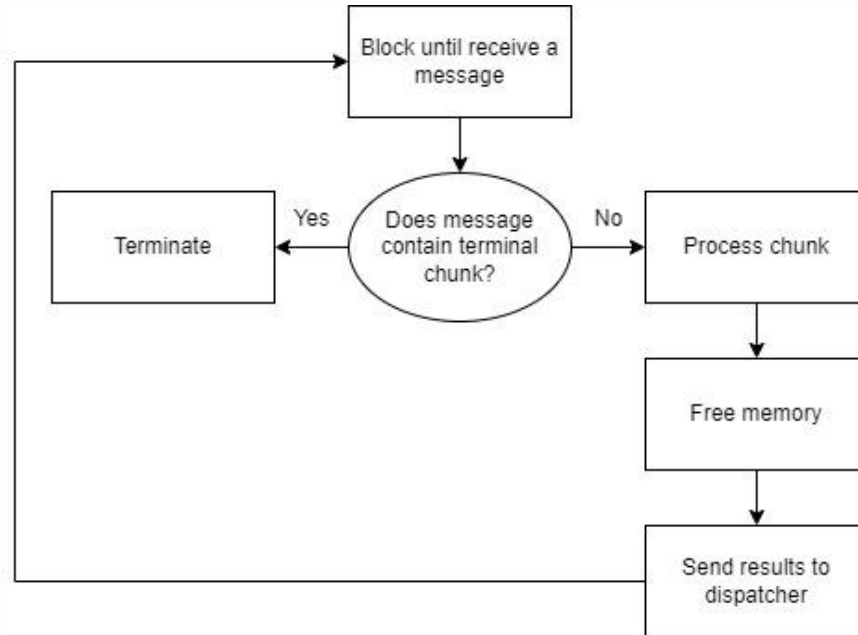 Block until receive a
message
Terminate
Yes
Does message
contain terminal
chunk?
No
Process chunk
Free memory
Send results to
dispatcher